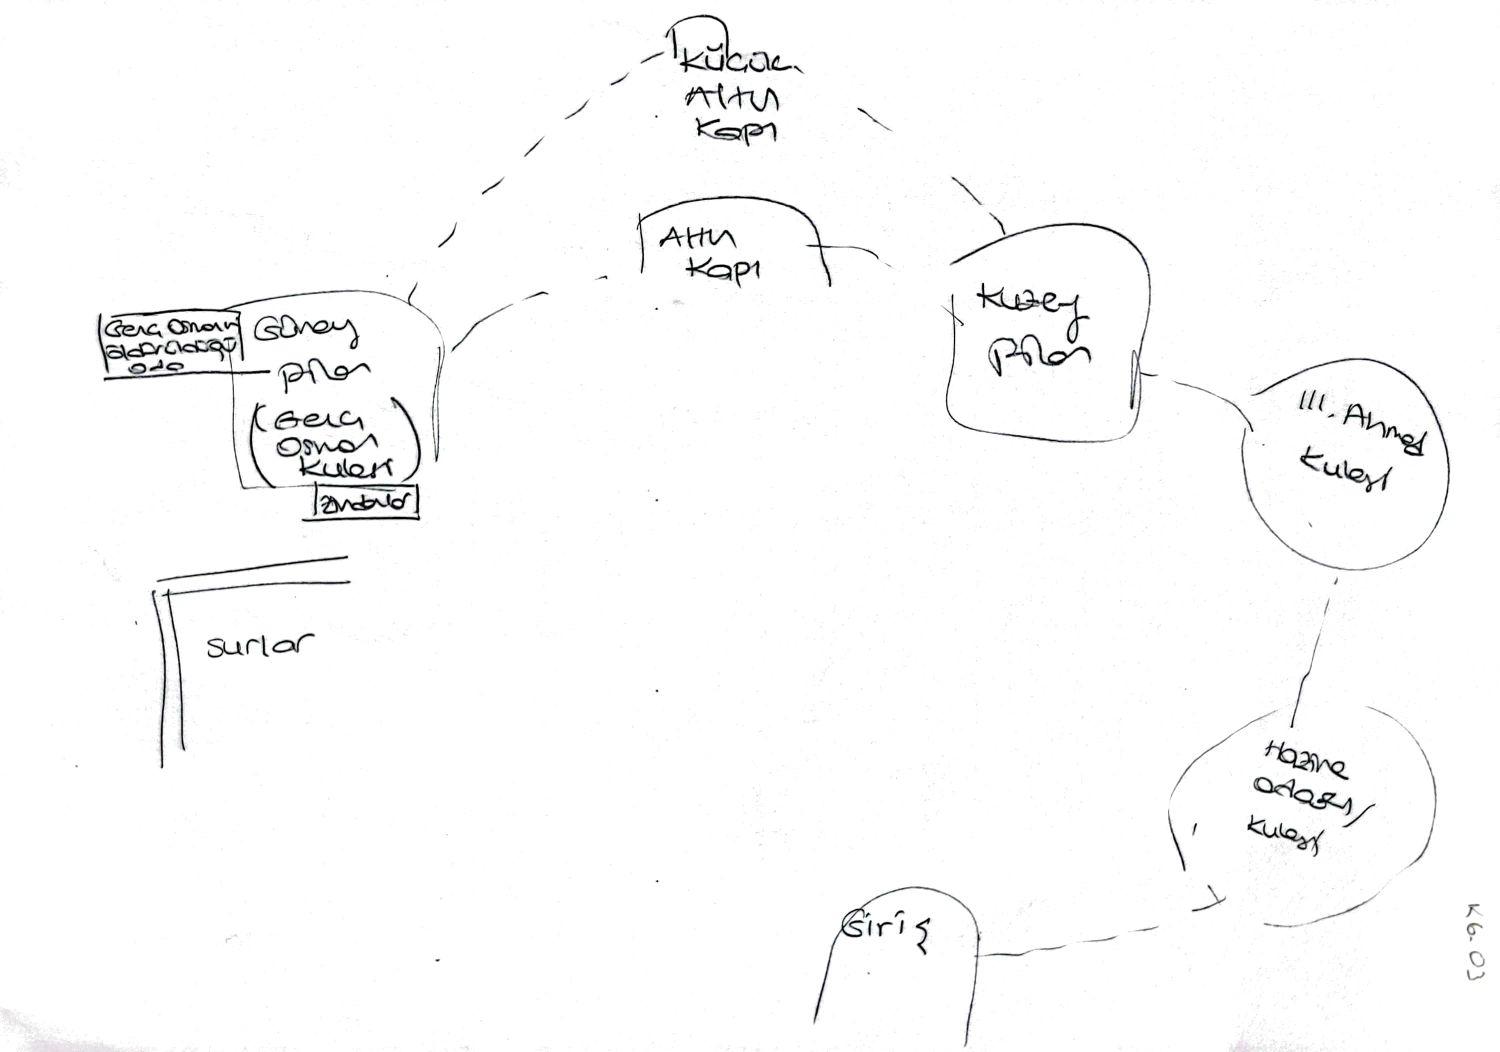 Küçük
Altın
Kapı
Altın
Kapı
Genç Osman
öldürüldüğü
oda
Güney
pilon
(Genç
Osman
Kulesi)
Zindanlar
Kuzey
pilon
III. Ahmed
Kulesi
surlar
Hazine
odası/
Kulesi
Giriş
K6.03